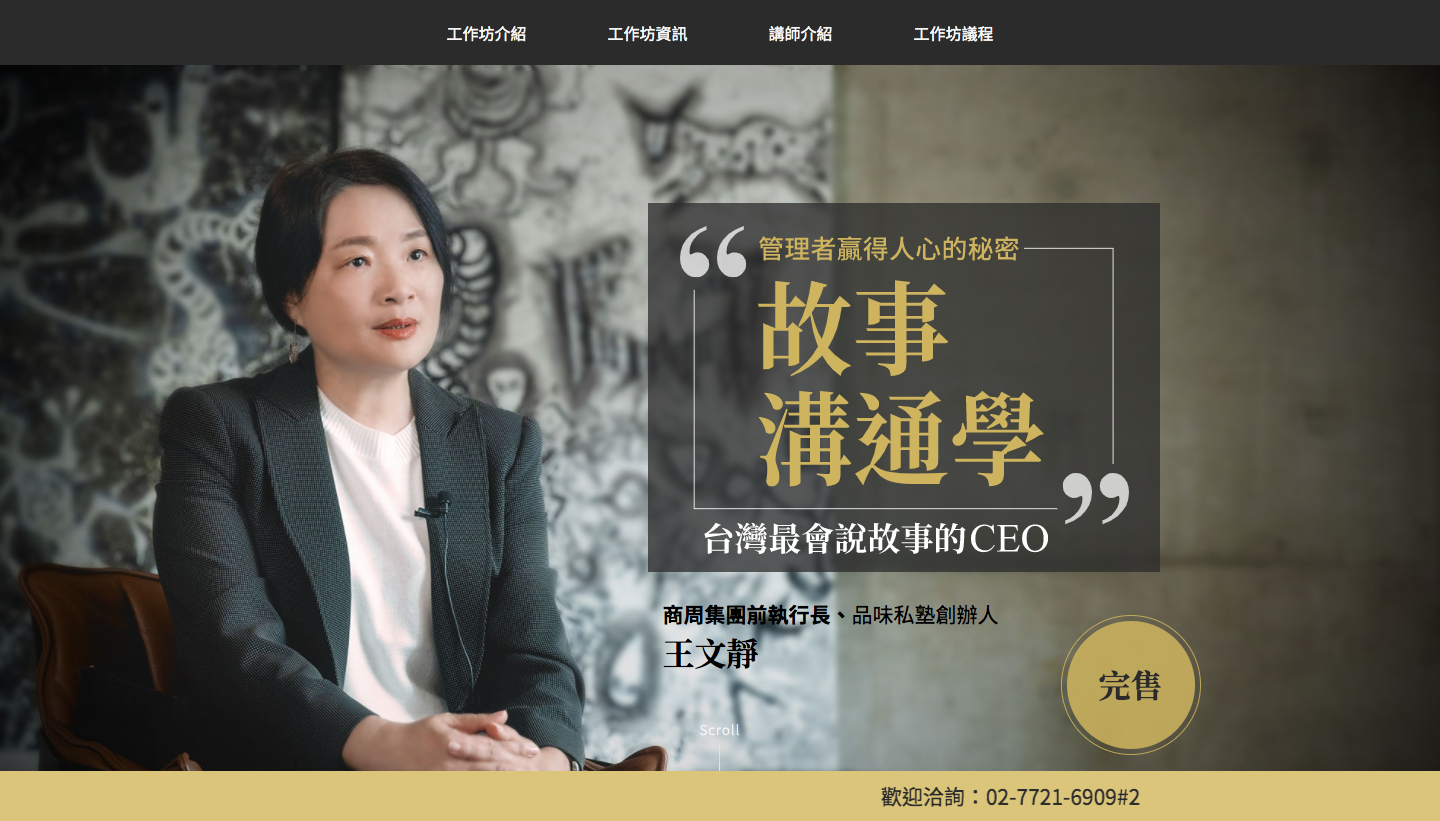 工作坊介紹
工作坊資訊
講師介紹
工作坊議程
管理者贏得人心的秘密
故事
溝通學
台灣最會說故事的CEO
商周集團前執行長、品味私塾創辦人
王文靜
完售
Scroll
歡迎洽詢：02-7721-6909#2